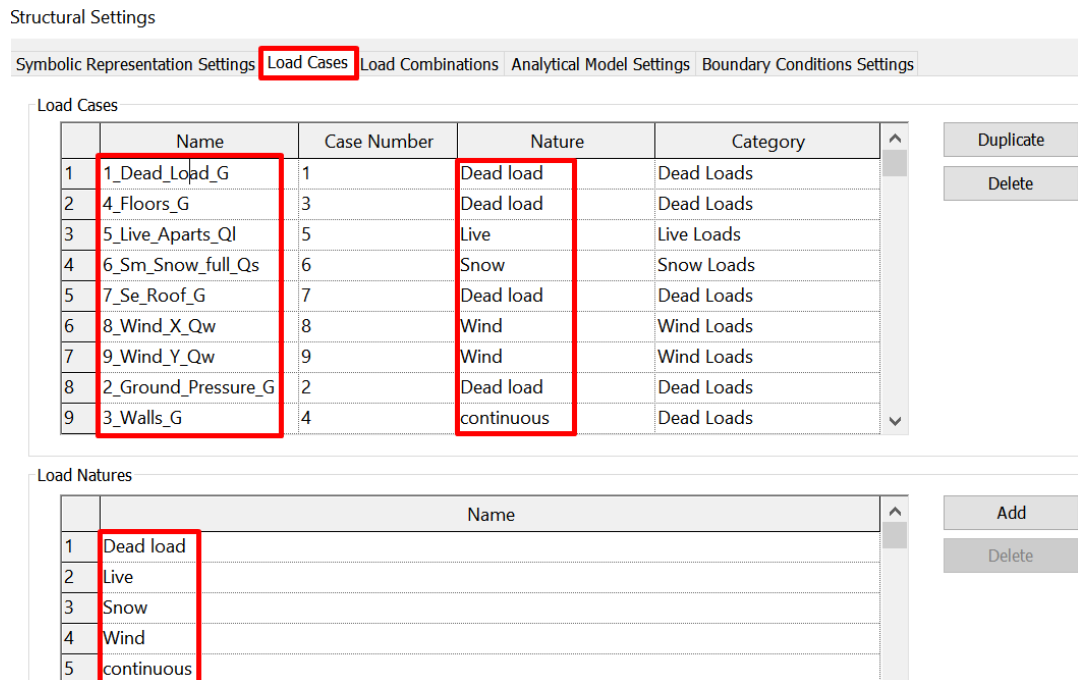 Structural Settings
Symbolic Representation Settings Load Cases Load Combinations Analytical Model Settings Boundary Conditions Settings
Load Cases
Name Case Number Nature Category Duplicate
1 1_Dead_Load_G 1 Dead load Dead Loads Delete
2 4_Floors_G 3 Dead load Dead Loads
3 5_Live_Aparts_Ql 5 Live Live Loads
4 6_Sm_Snow_full_Qs 6 Snow Snow Loads
5 7_Se_Roof_G 7 Dead load Dead Loads
6 8_Wind_X_Qw 8 Wind Wind Loads
7 9_Wind_Y_Qw 9 Wind Wind Loads
8 2_Ground_Pressure_G 2 Dead load Dead Loads
9 3_Walls_G 4 continuous Dead Loads
Load Natures
Name Add
1 Dead load Delete
2 Live
3 Snow
4 Wind
5 continuous